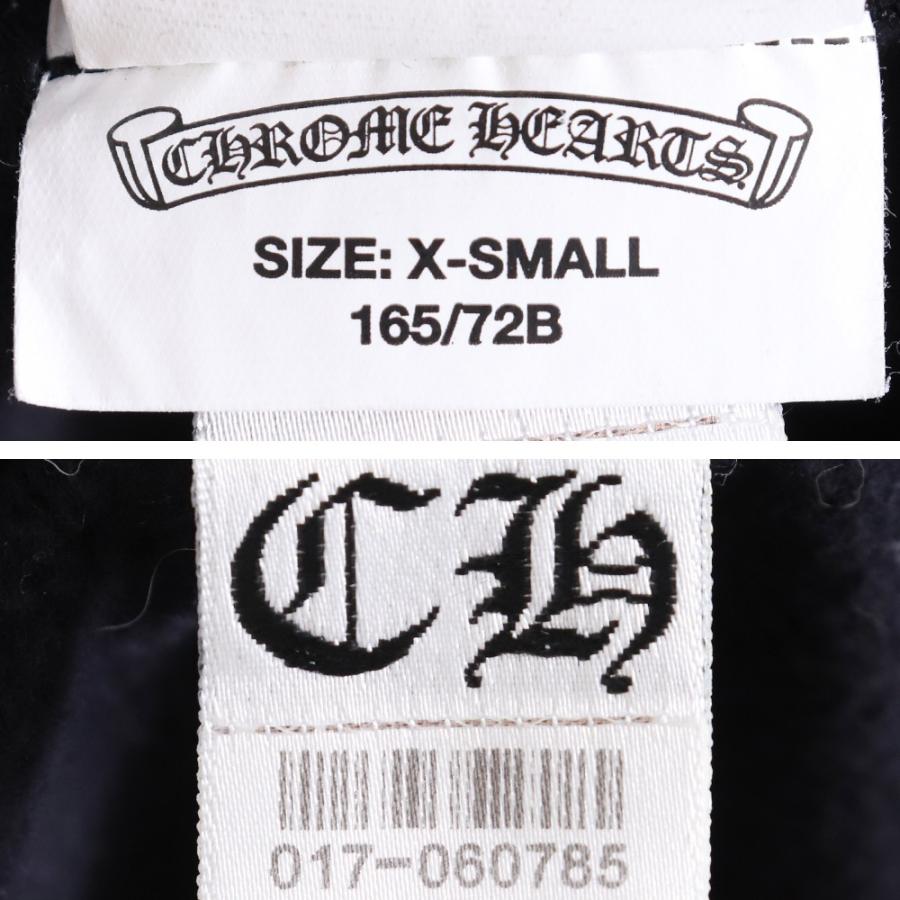 CHROME HEARTS
SIZE: X-SMALL
165/72B
CH
017-060785